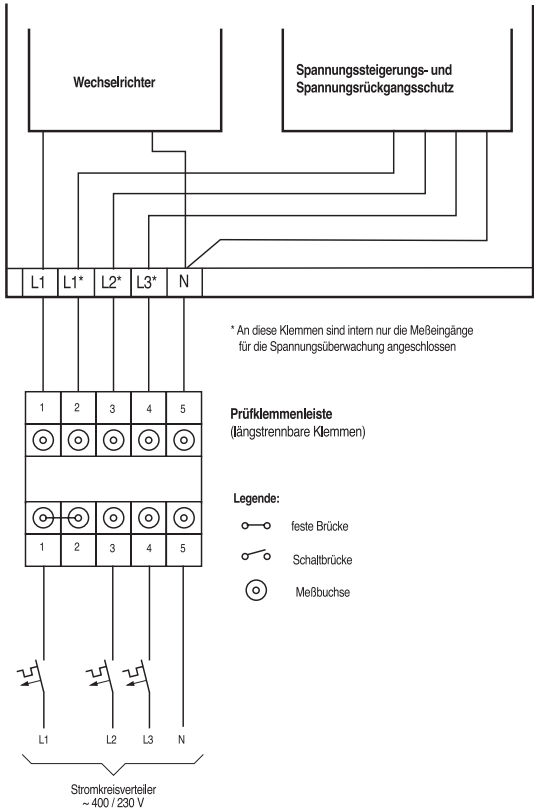 Wechselrichter
Spannungssteigerungs- und
Spannungsrückgangsschutz
L1 L1* L2* L3* N
* An diese Klemmen sind intern nur die Meßeingänge
für die Spannungsüberwachung angeschlossen
1 2 3 4 5
Prüfklemmenleiste
(längstrennbare Klemmen)
Legende:
feste Brücke
Schaltbrücke
Meßbuchse
1 2 3 4 5
L1 L2 L3 N
Stromkreisverteiler
~ 400 / 230 V